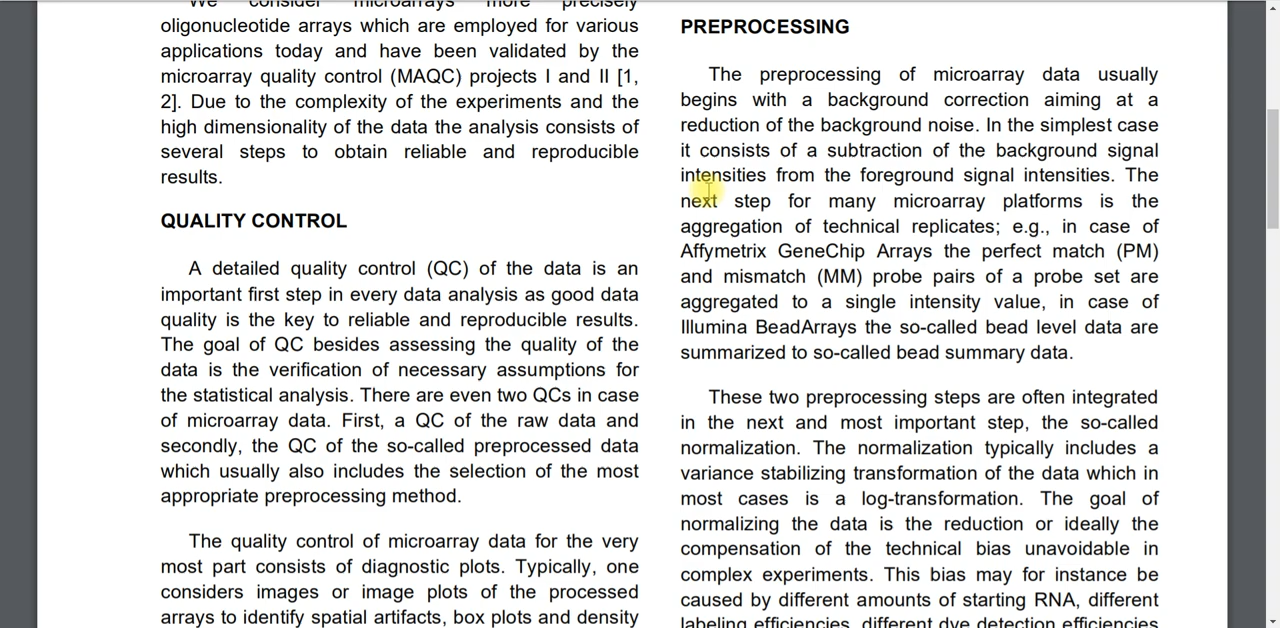 We consider microarrays more precisely
oligonucleotide arrays which are employed for various
applications today and have been validated by the
microarray quality control (MAQC) projects I and II [1,
2]. Due to the complexity of the experiments and the
high dimensionality of the data the analysis consists of
several steps to obtain reliable and reproducible
results.
QUALITY CONTROL
A detailed quality control (QC) of the data is an
important first step in every data analysis as good data
quality is the key to reliable and reproducible results.
The goal of QC besides assessing the quality of the
data is the verification of necessary assumptions for
the statistical analysis. There are even two QCs in case
of microarray data. First, a QC of the raw data and
secondly, the QC of the so-called preprocessed data
which usually also includes the selection of the most
appropriate preprocessing method.
The quality control of microarray data for the very
most part consists of diagnostic plots. Typically, one
considers images or image plots of the processed
arrays to identify spatial artifacts, box plots and density
PREPROCESSING
The preprocessing of microarray data usually
begins with a background correction aiming at a
reduction of the background noise. In the simplest case
it consists of a subtraction of the background signal
intensities from the foreground signal intensities. The
next step for many microarray platforms is the
aggregation of technical replicates; e.g., in case of
Affymetrix GeneChip Arrays the perfect match (PM)
and mismatch (MM) probe pairs of a probe set are
aggregated to a single intensity value, in case of
Illumina BeadArrays the so-called bead level data are
summarized to so-called bead summary data.
These two preprocessing steps are often integrated
in the next and most important step, the so-called
normalization. The normalization typically includes a
variance stabilizing transformation of the data which in
most cases is a log-transformation. The goal of
normalizing the data is the reduction or ideally the
compensation of the technical bias unavoidable in
complex experiments. This bias may for instance be
caused by different amounts of starting RNA, different
labeling efficiencies, different dye detection efficiencies